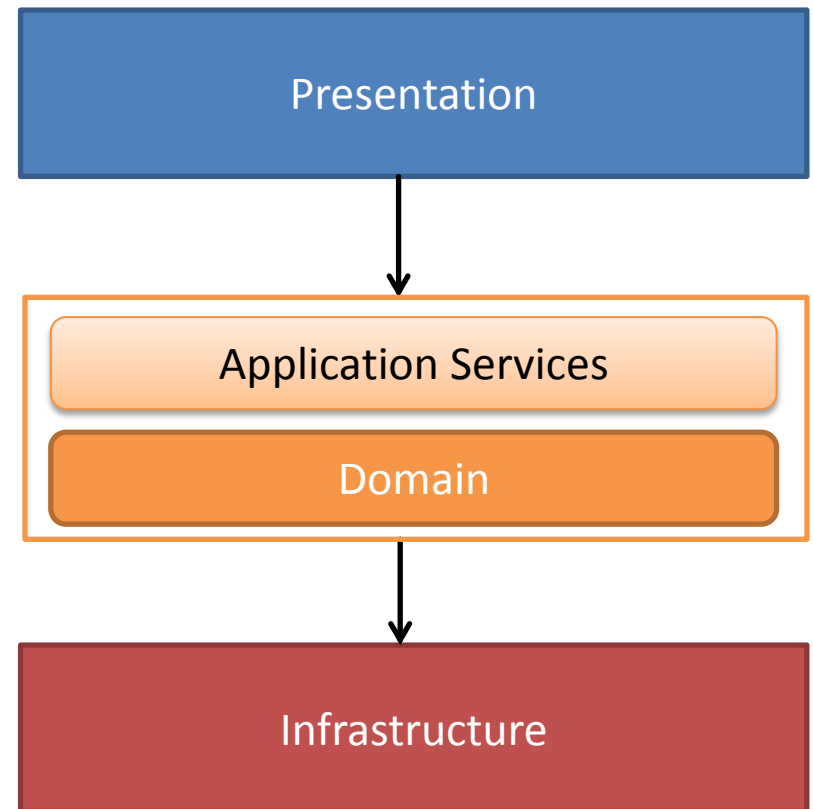 Presentation
Application Services
Domain
Infrastructure